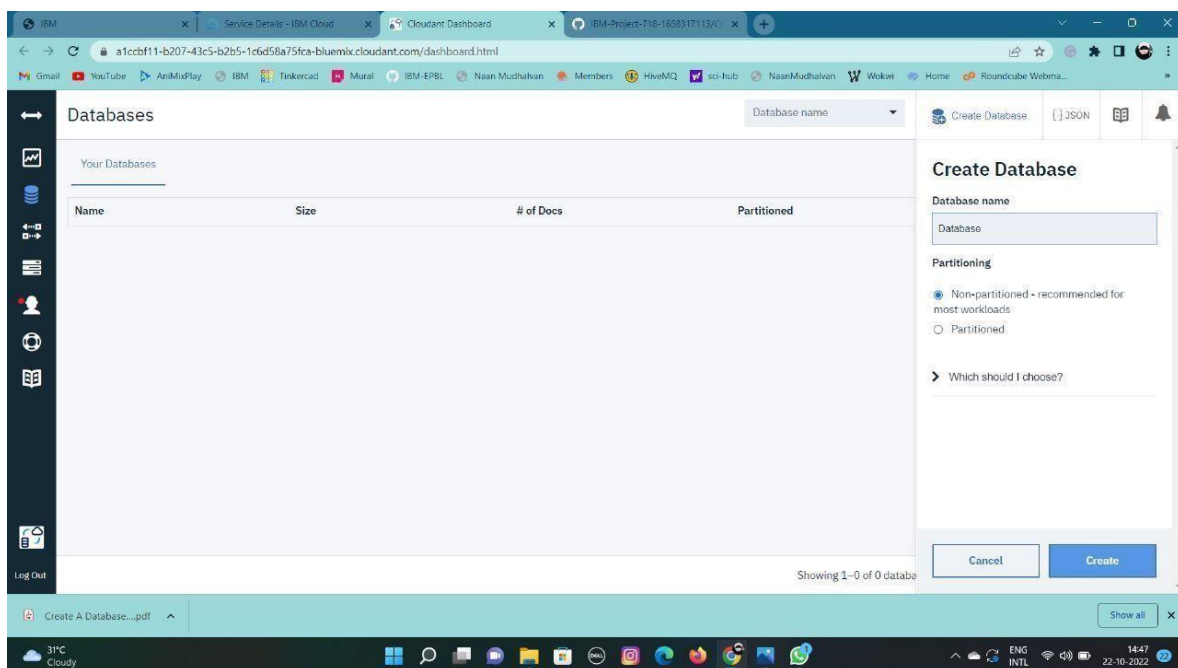 IBM
Service Details - IBM Cloud
Cloudant Dashboard
IBM-Project-718-1658317113/
a1ccbf11-b207-43c5-b2b5-1c6d58a75fca-bluemix.cloudant.com/dashboard.html
Gmail YouTube AniMixPlay IBM Tinkercad Mural IBM-EPBL Naan Mudhalvan Members HiveMQ sci-hub NaanMudhalvan Wokwi Home Roundcube Webma... »
Databases
Database name
Create Database
{ } JSON
Your Databases
Name Size # of Docs Partitioned
Create Database
Database name
Database
Partitioning
Non-partitioned - recommended for
most workloads
Partitioned
Which should I choose?
Cancel Create
Log Out
Showing 1–0 of 0 databa
Create A Database....pdf
Show all
31°C
Cloudy
DELL
ENG
INTL
14:47
22-10-2022
22